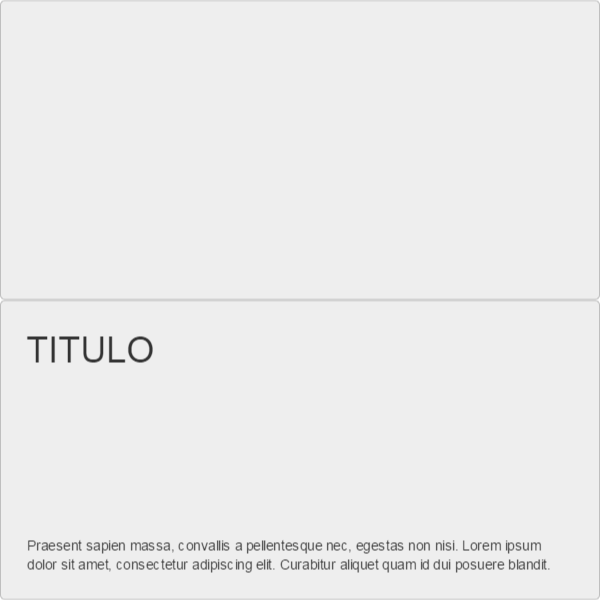 TITULO
Praesent sapien massa, convallis a pellentesque nec, egestas non nisi. Lorem ipsum
dolor sit amet, consectetur adipiscing elit. Curabitur aliquet quam id dui posuere blandit.